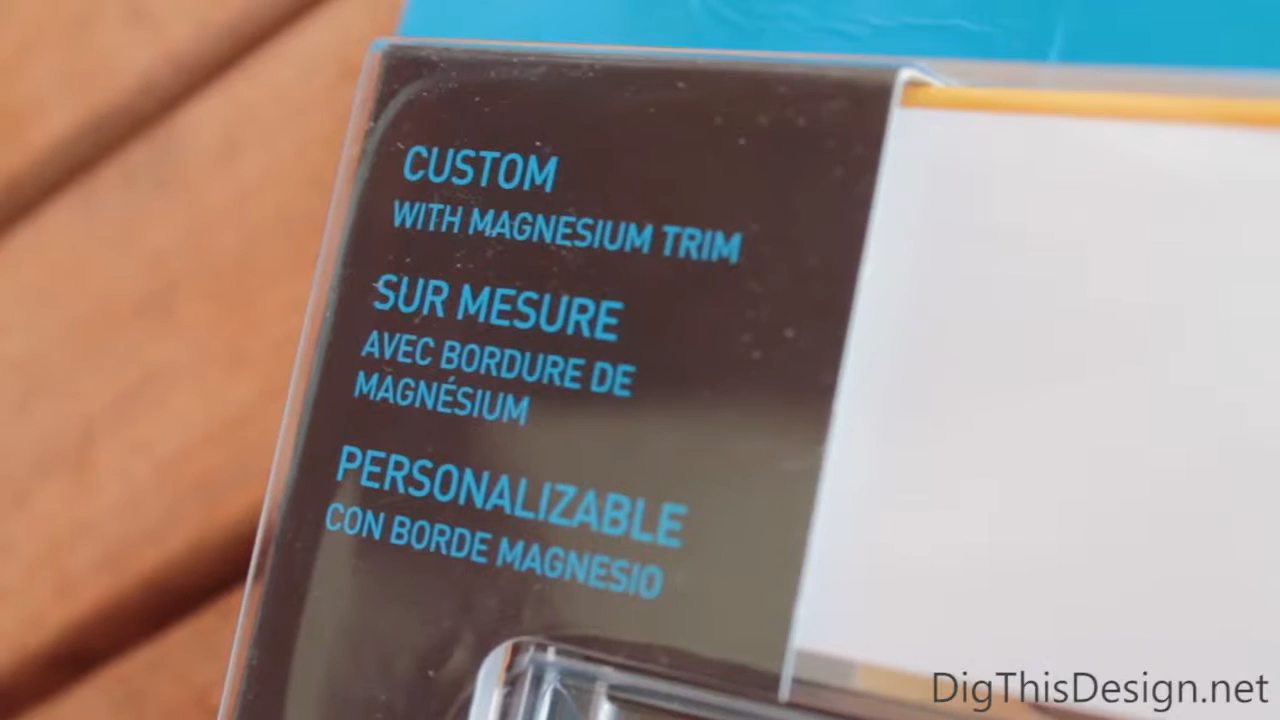 CUSTOM
WITH MAGNESIUM TRIM
SUR MESURE
AVEC BORDURE DE
MAGNÉSIUM
PERSONALIZABLE
CON BORDE MAGNESIO
DigThisDesign.net